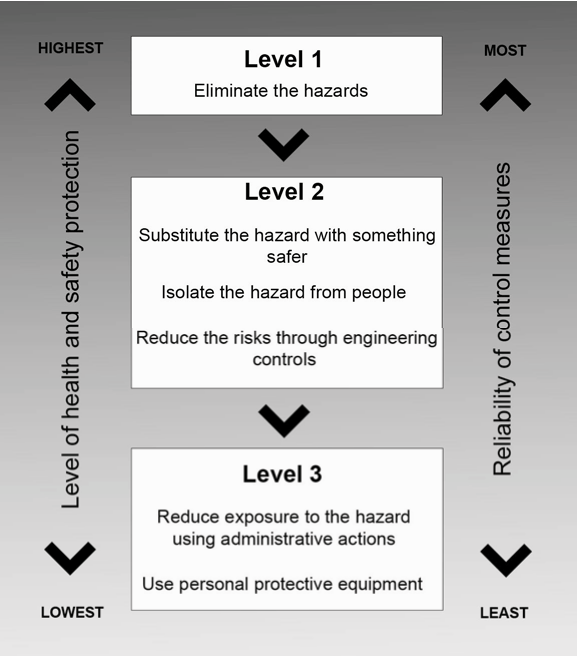 HIGHEST
MOST
Level 1
Eliminate the hazards
Level 2
Substitute the hazard with something
safer
Isolate the hazard from people
Reduce the risks through engineering
controls
Level 3
Reduce exposure to the hazard
using administrative actions
Use personal protective equipment
Level of health and safety protection
Reliability of control measures
LOWEST
LEAST